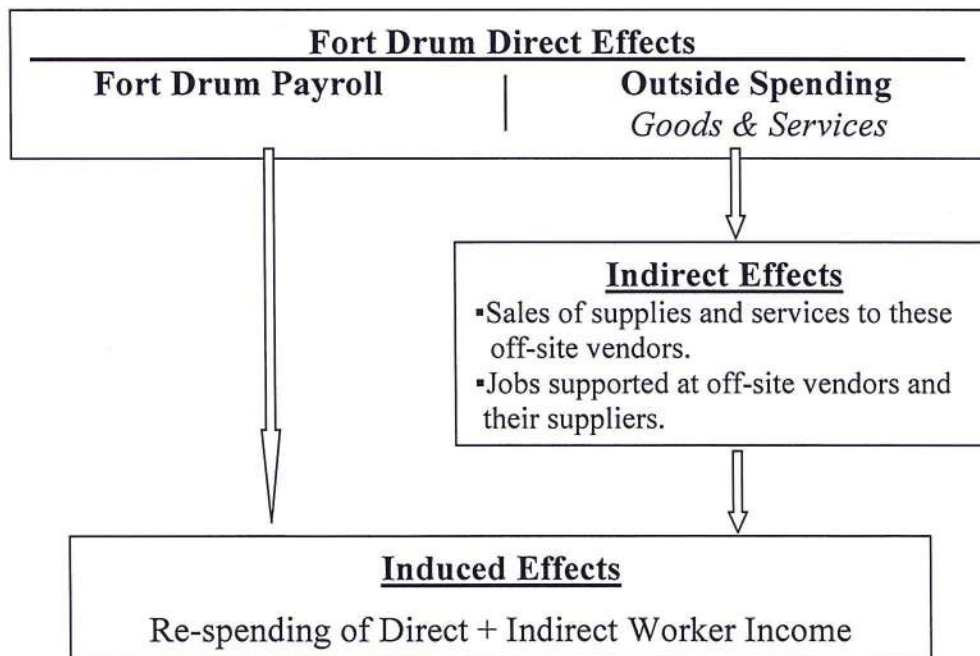 Fort Drum Direct Effects
Fort Drum Payroll
Outside Spending
Goods & Services
Indirect Effects
▪Sales of supplies and services to these
off-site vendors.
▪Jobs supported at off-site vendors and
their suppliers.
Induced Effects
Re-spending of Direct + Indirect Worker Income